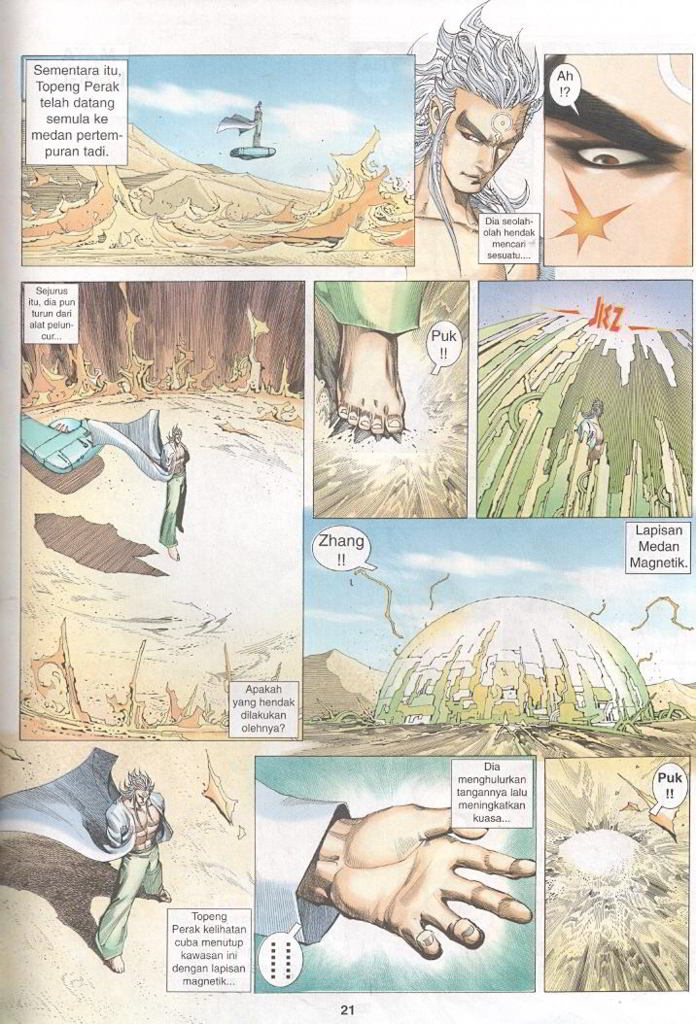 Sementara itu,
Topeng Perak
telah datang
semula ke
medan pertem-
puran tadi.
Dia seolah-
olah hendak
mencari
sesuatu....
Ah
!?
Sejurus
itu, dia pun
turun dari
alat pelun-
cur...
Apakah
yang hendak
dilakukan
olehnya?
Puk
!!
Zhang
!!
Lapisan
Medan
Magnetik.
Topeng
Perak kelihatan
cuba menutup
kawasan ini
dengan lapisan
magnetik...
Dia
menghulurkan
tangannya lalu
meningkatkan
kuasa...
Puk
!!
21